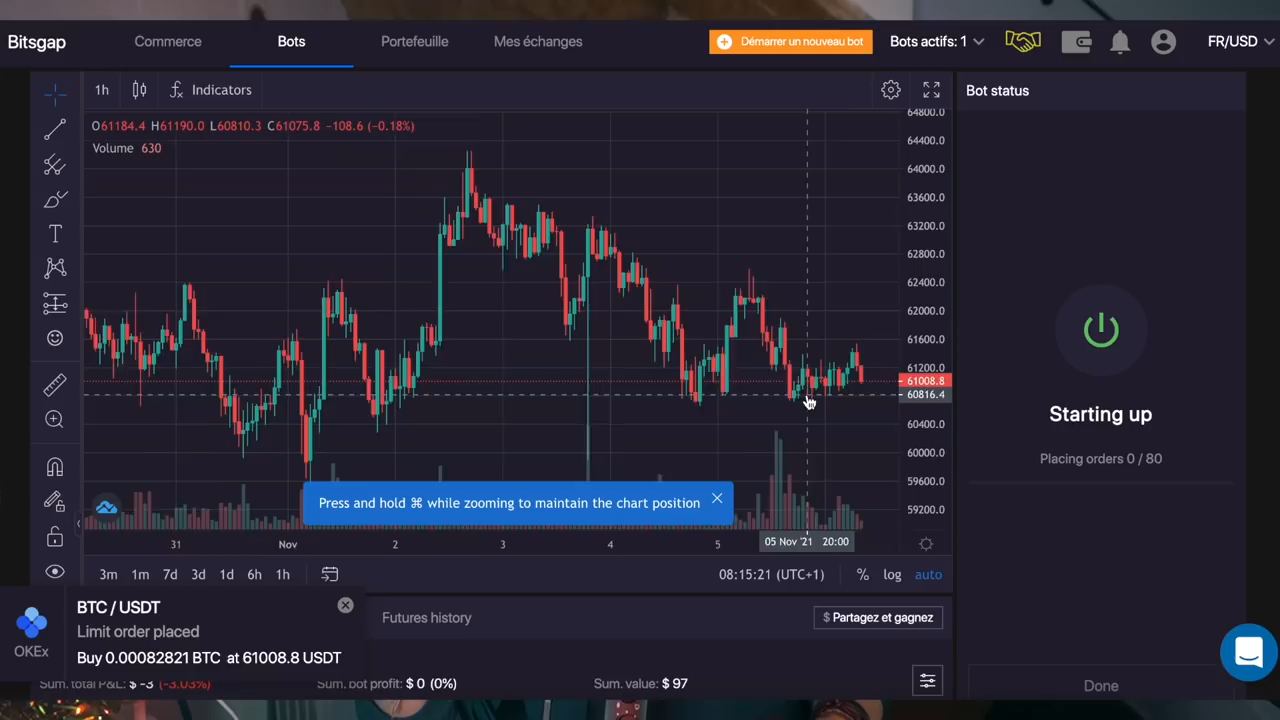 Bitsgap
Commerce
Bots
Portefeuille
Mes échanges
Démarrer un nouveau bot
Bots actifs: 1
FR/USD
1h
Indicators
Bot status
O61184.4 H61190.0 L60810.3 C61075.8 −108.6 (−0.18%)
Volume 630
64800.0
64400.0
64000.0
63600.0
63200.0
62800.0
62400.0
62000.0
61600.0
61200.0
61008.8
60816.4
60400.0
60000.0
59600.0
59200.0
Starting up
Placing orders 0 / 80
Press and hold ⌘ while zooming to maintain the chart position
31
Nov
2
3
4
5
05 Nov '21 20:00
3m
1m
7d
3d
1d
6h
1h
08:15:21 (UTC+1)
%
log
auto
OKEx
BTC / USDT
Limit order placed
Buy 0.00082821 BTC at 61008.8 USDT
Futures history
$ Partagez et gagnez
Sum. total P&L: $ -3 (-3.03%)
Sum. bot profit: $ 0 (0%)
Sum. value: $ 97
Done